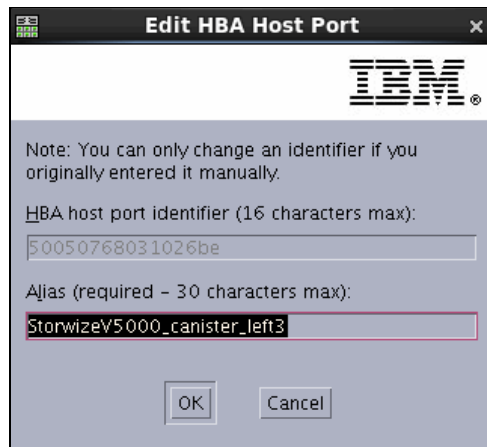 Edit HBA Host Port
IBM®
Note: You can only change an identifier if you
originally entered it manually.
HBA host port identifier (16 characters max):
50050768031026be
Alias (required – 30 characters max):
StorwizeV5000_canister_left3
OK Cancel